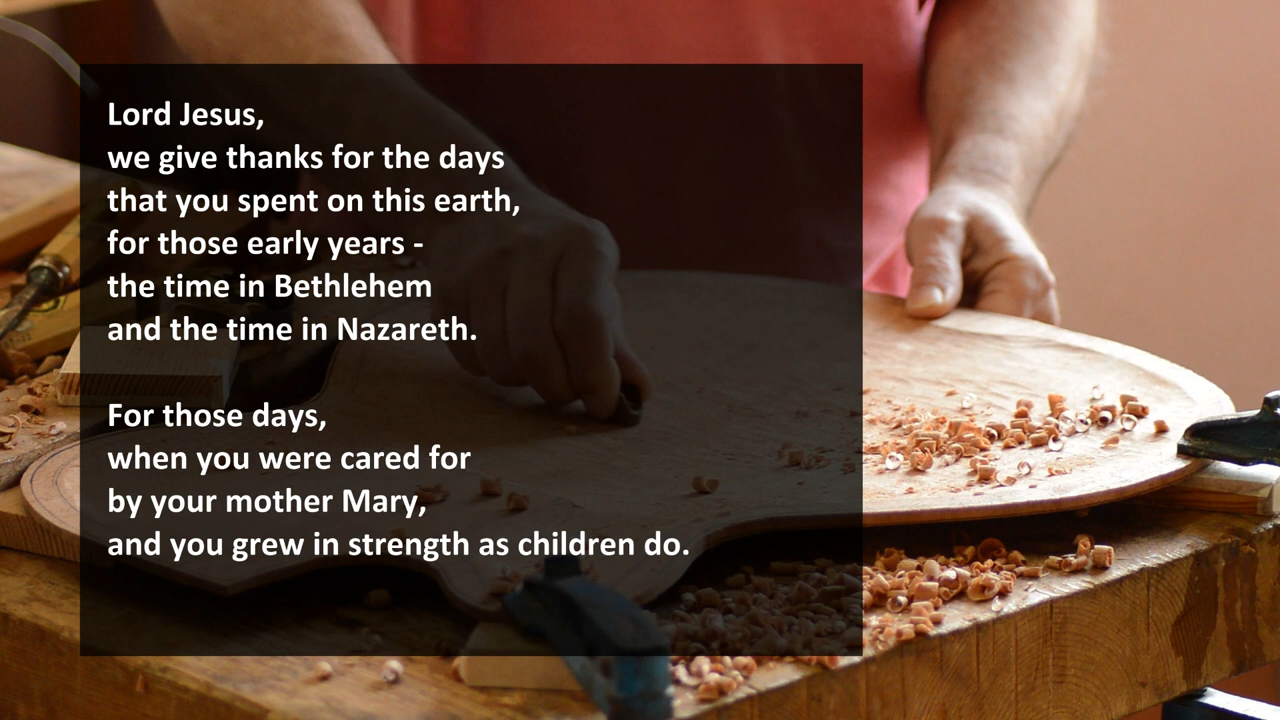 Lord Jesus,
we give thanks for the days
that you spent on this earth,
for those early years -
the time in Bethlehem
and the time in Nazareth.

For those days,
when you were cared for
by your mother Mary,
and you grew in strength as children do.